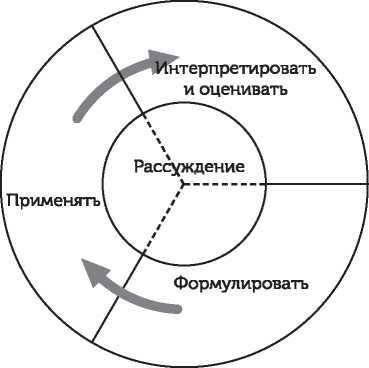 Интерпретировать
и оценивать
Рассуждение
Применять
Формулировать